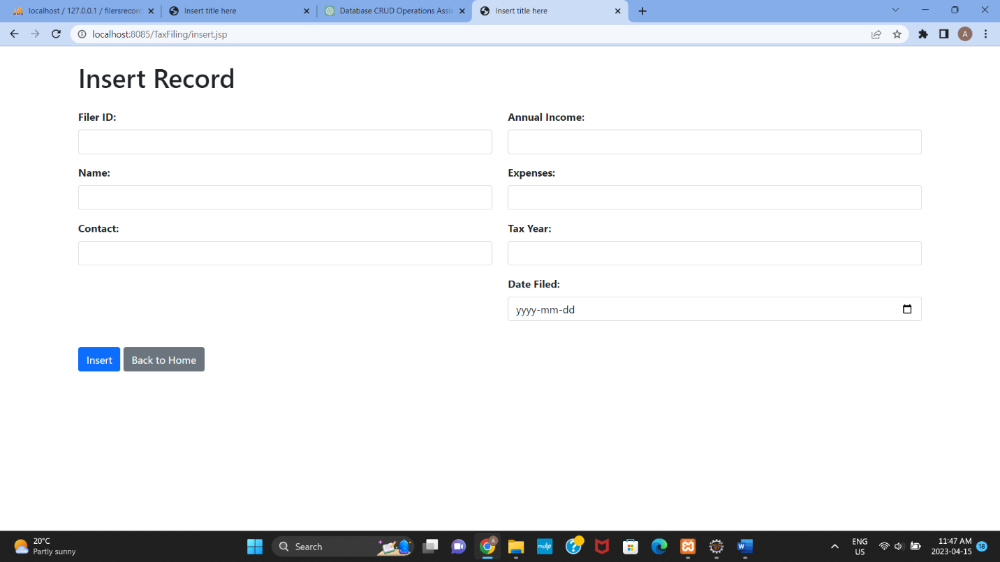 localhost / 127.0.0.1 / filersrecord
Insert title here
Database CRUD Operations Assis
Insert title here
localhost:8085/TaxFiling/insert.jsp
A
Insert Record
Filer ID:
Annual Income:
Name:
Expenses:
Contact:
Tax Year:
Date Filed:
yyyy-mm-dd
Insert
Back to Home
20°C
Partly sunny
Search
A
myhp
W
ENG
US
11:47 AM
2023-04-15
18